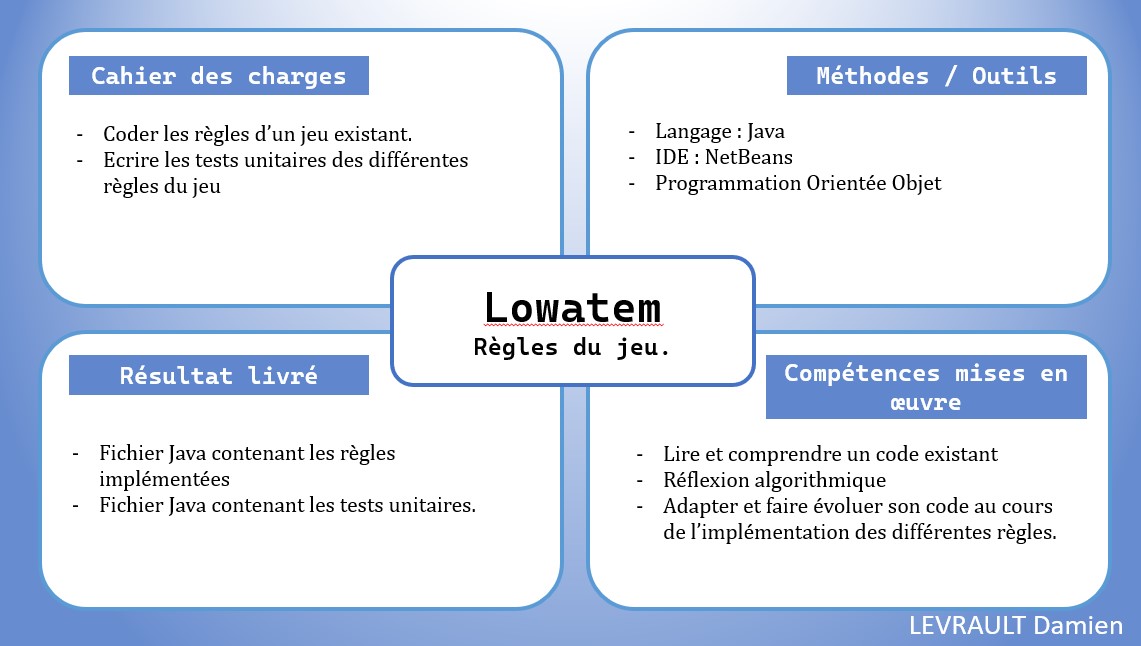 Cahier des charges
- Coder les règles d’un jeu existant.
- Ecrire les tests unitaires des différentes
règles du jeu
Méthodes / Outils
- Langage : Java
- IDE : NetBeans
- Programmation Orientée Objet
Lowatem
Règles du jeu.
Résultat livré
- Fichier Java contenant les règles
implémentées
- Fichier Java contenant les tests unitaires.
Compétences mises en
œuvre
- Lire et comprendre un code existant
- Réflexion algorithmique
- Adapter et faire évoluer son code au cours
de l’implémentation des différentes règles.
LEVRAULT Damien